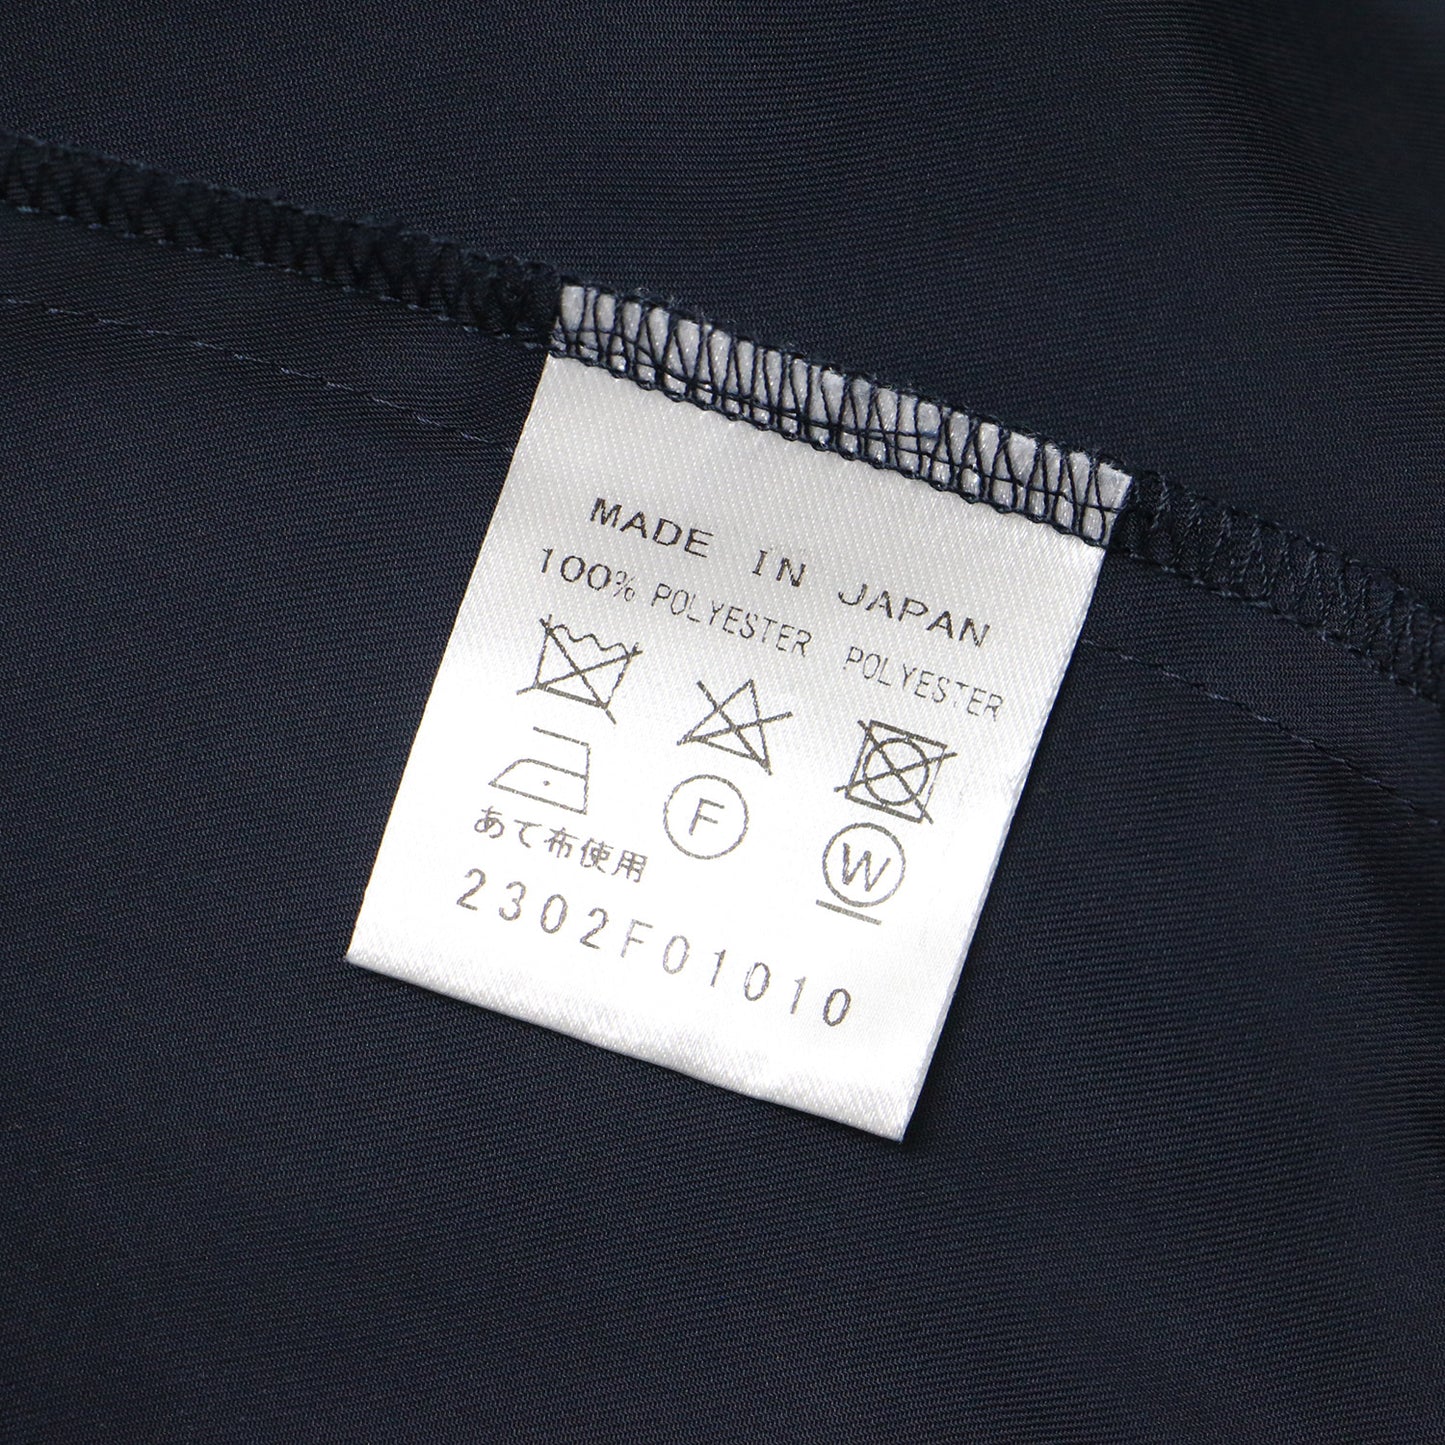 MADE IN JAPAN
100% POLYESTER POLYESTER
F
W
あて布使用
2302F01010